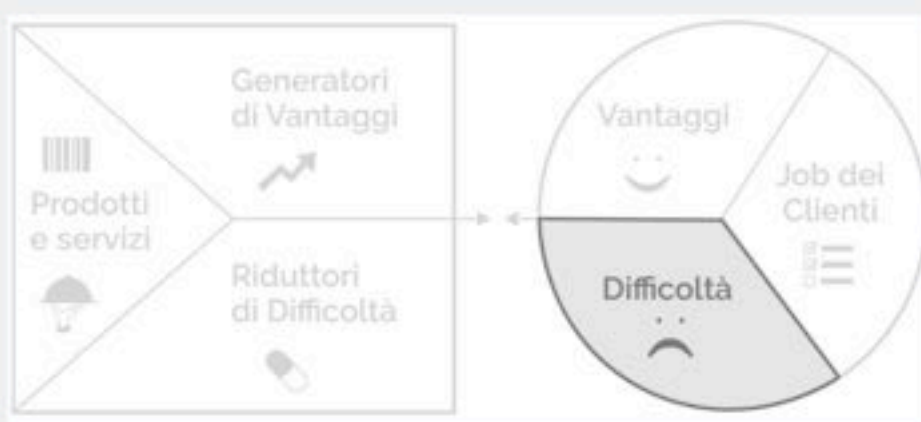 Generatori
di Vantaggi
Prodotti
e servizi
Riduttori
di Difficoltà
Vantaggi
Job dei
Clienti
Difficoltà